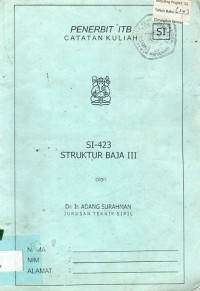 PENERBIT ITB
CATATAN KULIAH
SI
SI-423
STRUKTUR BAJA III
oleh
Dr. Ir. ADANG SURAHMAN
JURUSAN TEKNIK SIPIL
NAMA :
NIM :
ALAMAT :